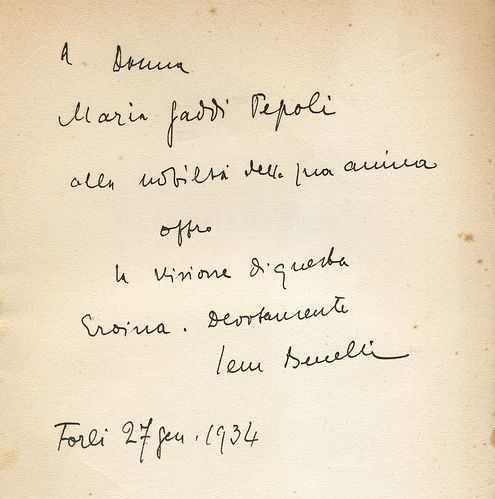 A Donna
Maria Gaddi Pepoli
alla nobiltà della sua anima
offro
la visione di questa
Eroina. Devotamente
Sem Benelli
Forlì 27 gen. 1934